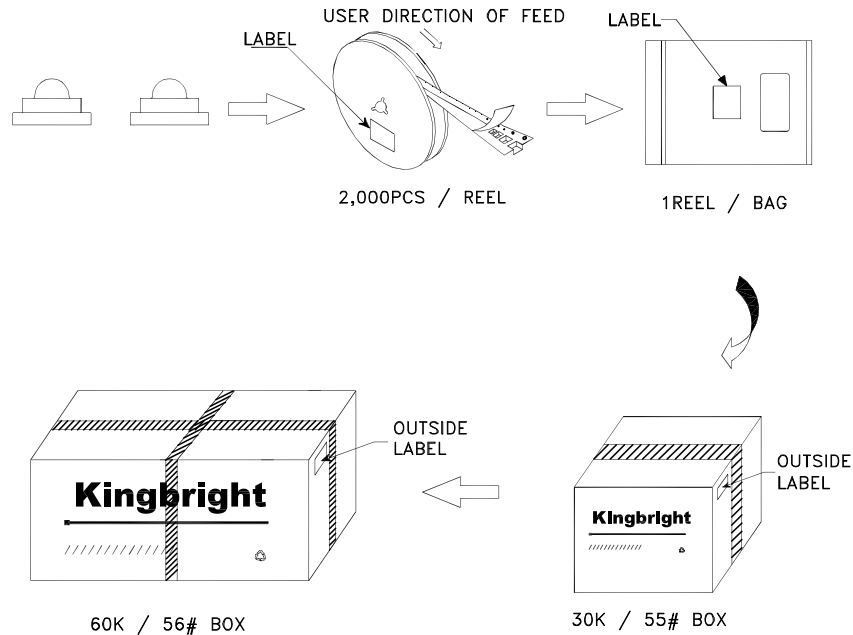 USER DIRECTION OF FEED
LABEL
LABEL
2,000PCS / REEL
1REEL / BAG
OUTSIDE
LABEL
OUTSIDE
LABEL
Kingbright
KIngbrIght
60K / 56# BOX
30K / 55# BOX